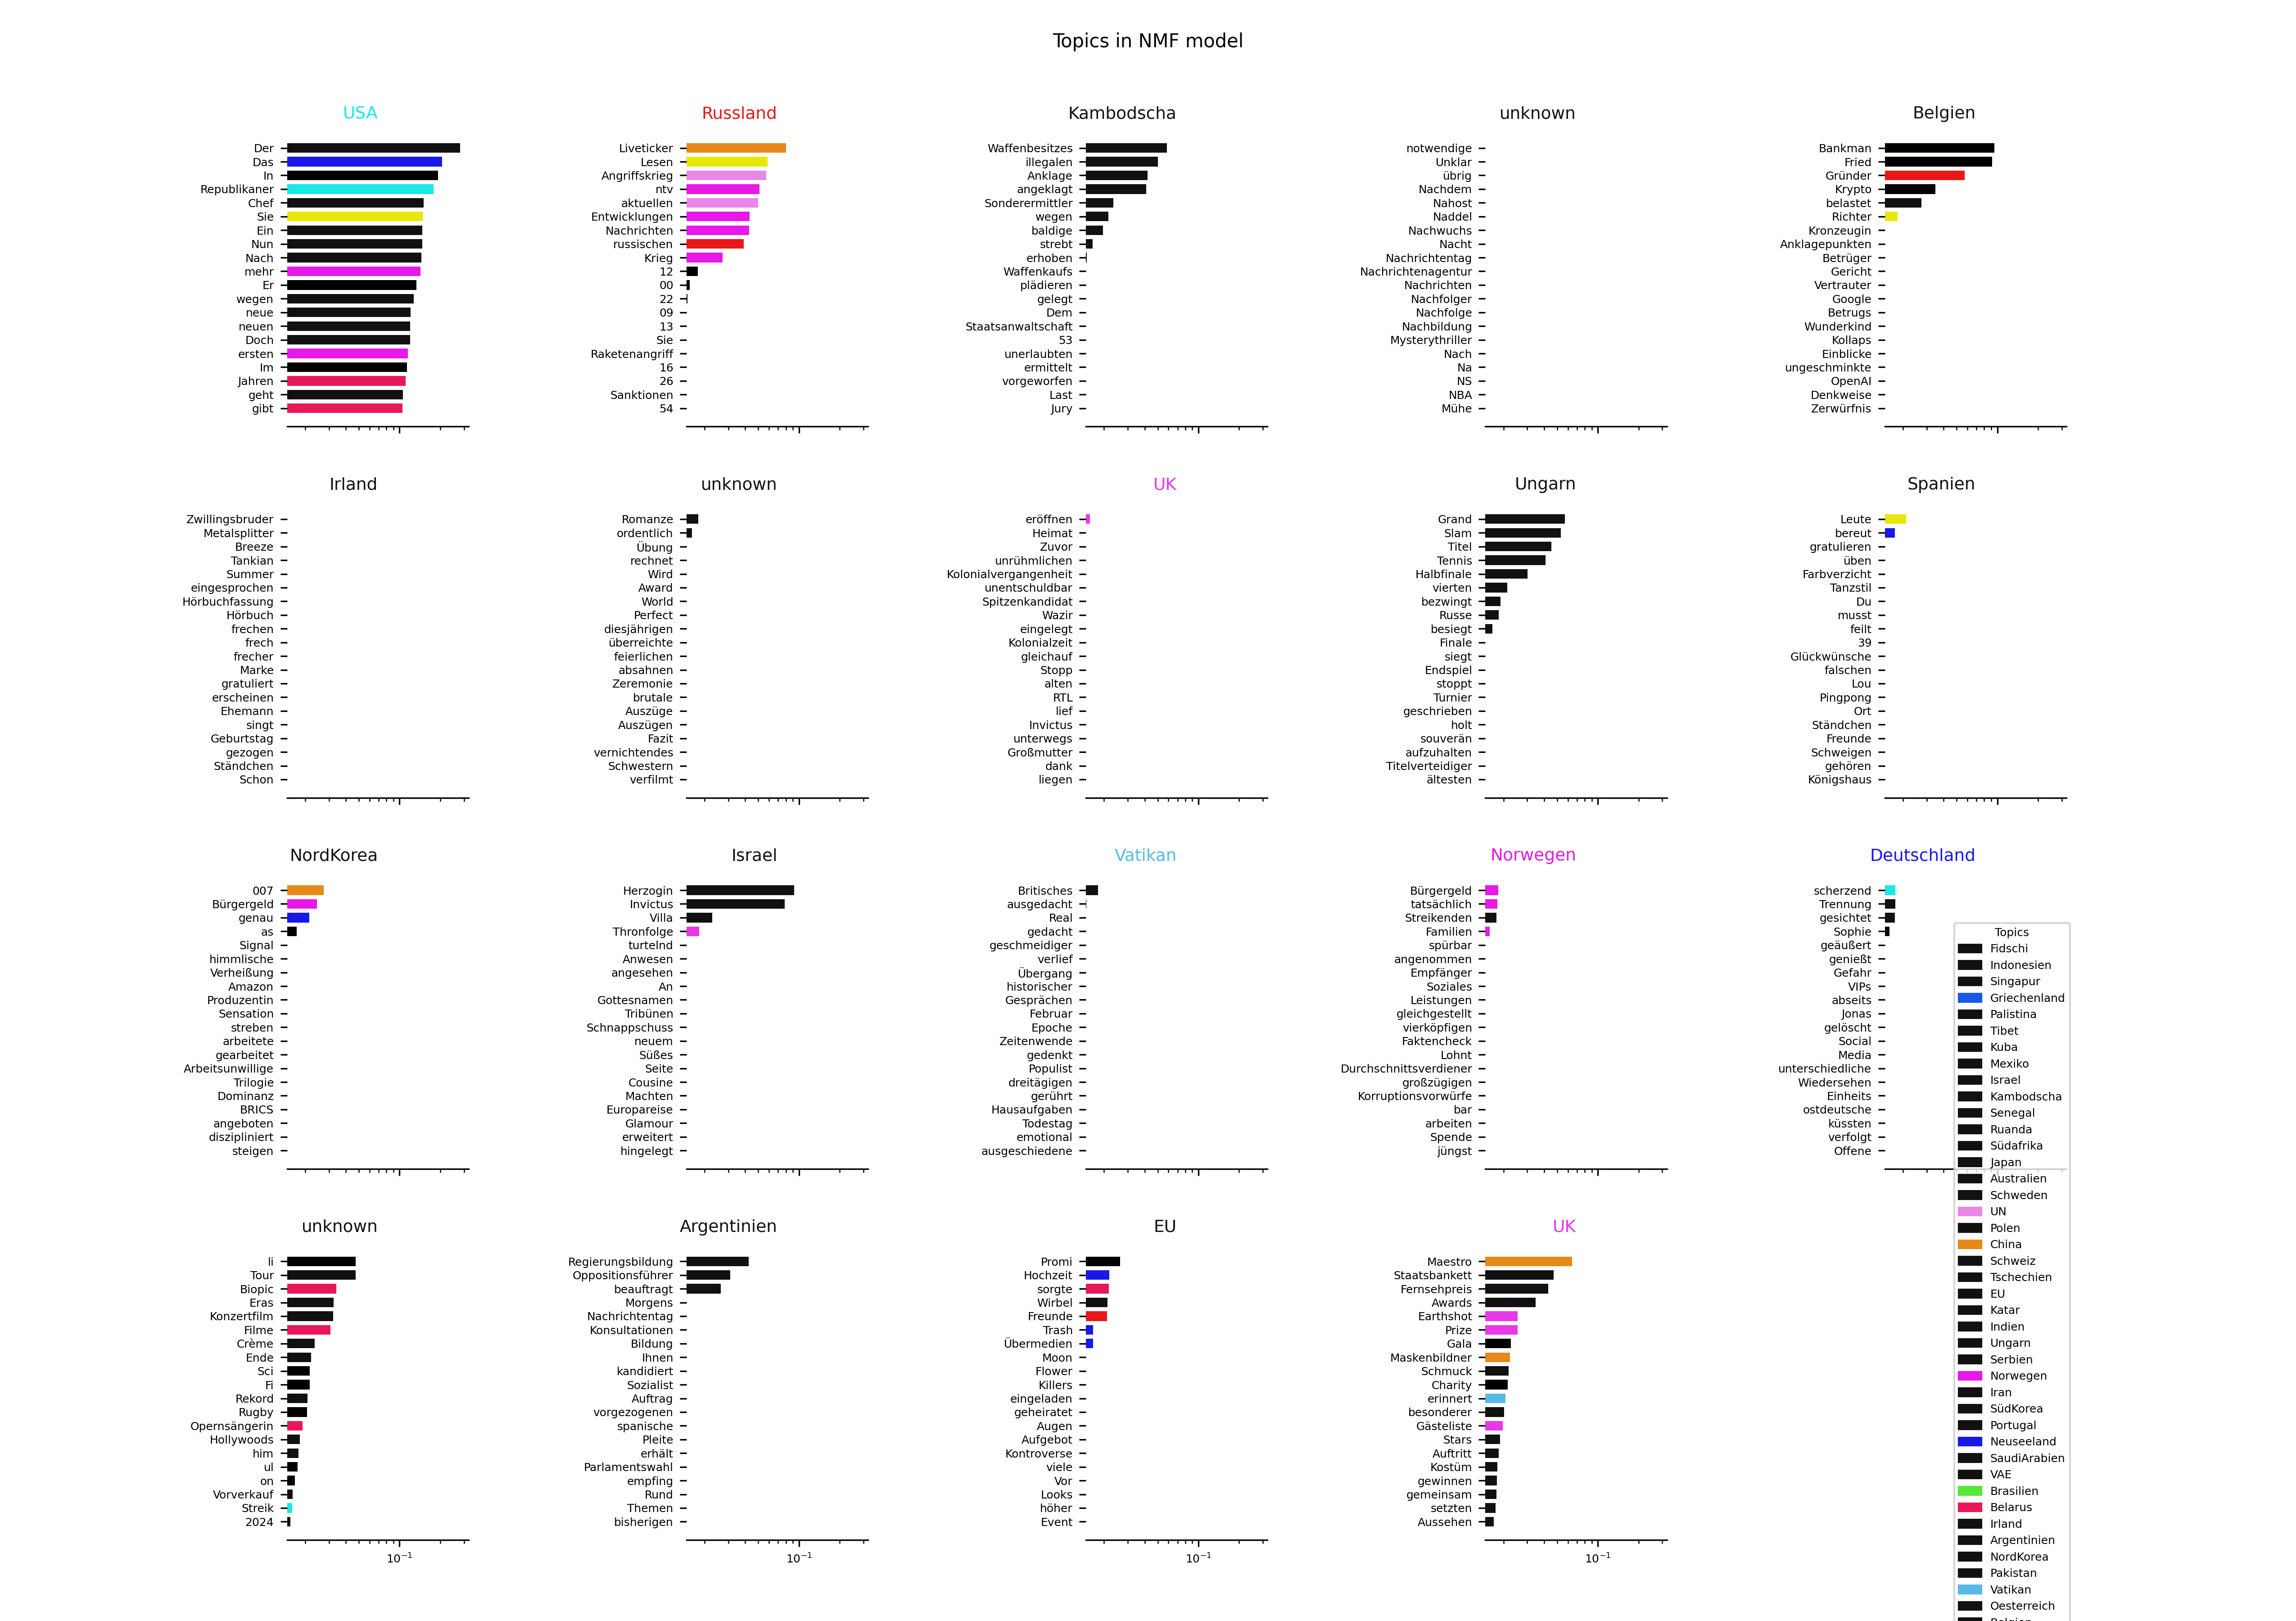 Topics in NMF model
USA
Der
Das
In
Republikaner
Chef
Sie
Ein
Nun
Nach
mehr
Er
wegen
neue
neuen
Doch
ersten
Im
Jahren
geht
gibt
Russland
Liveticker
Lesen
Angriffskrieg
ntv
aktuellen
Entwicklungen
Nachrichten
russischen
Krieg
12
00
22
09
13
Sie
Raketenangriff
16
26
Sanktionen
54
Kambodscha
Waffenbesitzes
illegalen
Anklage
angeklagt
Sonderermittler
wegen
baldige
strebt
erhoben
Waffenkaufs
plädieren
gelegt
Dem
Staatsanwaltschaft
53
unerlaubten
ermittelt
vorgeworfen
Last
Jury
unknown
notwendige
Unklar
übrig
Nachdem
Nahost
Naddel
Nachwuchs
Nacht
Nachrichtentag
Nachrichtenagentur
Nachrichten
Nachfolger
Nachfolge
Nachbildung
Mysterythriller
Nach
Na
NS
NBA
Mühe
Belgien
Bankman
Fried
Gründer
Krypto
belastet
Richter
Kronzeugin
Anklagepunkten
Betrüger
Gericht
Vertrauter
Google
Betrugs
Wunderkind
Kollaps
Einblicke
ungeschminkte
OpenAI
Denkweise
Zerwürfnis
Irland
Zwillingsbruder
Metalsplitter
Breeze
Tankian
Summer
eingesprochen
Hörbuchfassung
Hörbuch
frechen
frech
frecher
Marke
gratuliert
erscheinen
Ehemann
singt
Geburtstag
gezogen
Ständchen
Schon
unknown
Romanze
ordentlich
Übung
rechnet
Wird
Award
World
Perfect
diesjährigen
überreichte
feierlichen
absahnen
Zeremonie
brutale
Auszüge
Auszügen
Fazit
vernichtendes
Schwestern
verfilmt
UK
eröffnen
Heimat
Zuvor
unrühmlichen
Kolonialvergangenheit
unentschuldbar
Spitzenkandidat
Wazir
eingelegt
Kolonialzeit
gleichauf
Stopp
alten
RTL
lief
Invictus
unterwegs
Großmutter
dank
liegen
Ungarn
Grand
Slam
Titel
Tennis
Halbfinale
vierten
bezwingt
Russe
besiegt
Finale
siegt
Endspiel
stoppt
Turnier
geschrieben
holt
souverän
aufzuhalten
Titelverteidiger
ältesten
Spanien
Leute
bereut
gratulieren
üben
Farbverzicht
Tanzstil
Du
musst
feilt
39
Glückwünsche
falschen
Lou
Pingpong
Ort
Ständchen
Freunde
Schweigen
gehören
Königshaus
NordKorea
007
Bürgergeld
genau
as
Signal
himmlische
Verheißung
Amazon
Produzentin
Sensation
streben
arbeitete
gearbeitet
Arbeitsunwillige
Trilogie
Dominanz
BRICS
angeboten
diszipliniert
steigen
Israel
Herzogin
Invictus
Villa
Thronfolge
turtelnd
Anwesen
angesehen
An
Gottesnamen
Tribünen
Schnappschuss
neuem
Süßes
Seite
Cousine
Machten
Europareise
Glamour
erweitert
hingelegt
Vatikan
Britisches
ausgedacht
Real
gedacht
geschmeidiger
verlief
Übergang
historischer
Gesprächen
Februar
Epoche
Zeitenwende
gedenkt
Populist
dreitägigen
gerührt
Hausaufgaben
Todestag
emotional
ausgeschiedene
Norwegen
Bürgergeld
tatsächlich
Streikenden
Familien
spürbar
angenommen
Empfänger
Soziales
Leistungen
gleichgestellt
vierköpfigen
Faktencheck
Lohnt
Durchschnittsverdiener
großzügigen
Korruptionsvorwürfe
bar
arbeiten
Spende
jüngst
Deutschland
scherzend
Trennung
gesichtet
Sophie
geäußert
genießt
Gefahr
VIPs
abseits
Jonas
gelöscht
Social
Media
unterschiedliche
Wiedersehen
Einheits
ostdeutsche
küssten
verfolgt
Offene
unknown
li
Tour
Biopic
Eras
Konzertfilm
Filme
Crème
Ende
Sci
Fi
Rekord
Rugby
Opernsängerin
Hollywoods
him
ul
on
Vorverkauf
Streik
2024
10⁻¹
Argentinien
Regierungsbildung
Oppositionsführer
beauftragt
Morgens
Nachrichtentag
Konsultationen
Bildung
Ihnen
kandidiert
Sozialist
Auftrag
vorgezogenen
spanische
Pleite
erhält
Parlamentswahl
empfing
Rund
Themen
bisherigen
10⁻¹
EU
Promi
Hochzeit
sorgte
Wirbel
Freunde
Trash
Übermedien
Moon
Flower
Killers
eingeladen
geheiratet
Augen
Aufgebot
Kontroverse
viele
Vor
Looks
höher
Event
10⁻¹
UK
Maestro
Staatsbankett
Fernsehpreis
Awards
Earthshot
Prize
Gala
Maskenbildner
Schmuck
Charity
erinnert
besonderer
Gästeliste
Stars
Auftritt
Kostüm
gewinnen
gemeinsam
setzten
Aussehen
10⁻¹
Topics
Fidschi
Indonesien
Singapur
Griechenland
Palistina
Tibet
Kuba
Mexiko
Israel
Kambodscha
Senegal
Ruanda
Südafrika
Japan
Australien
Schweden
UN
Polen
China
Schweiz
Tschechien
EU
Katar
Indien
Ungarn
Serbien
Norwegen
Iran
SüdKorea
Portugal
Neuseeland
SaudiArabien
VAE
Brasilien
Belarus
Irland
Argentinien
NordKorea
Pakistan
Vatikan
Oesterreich